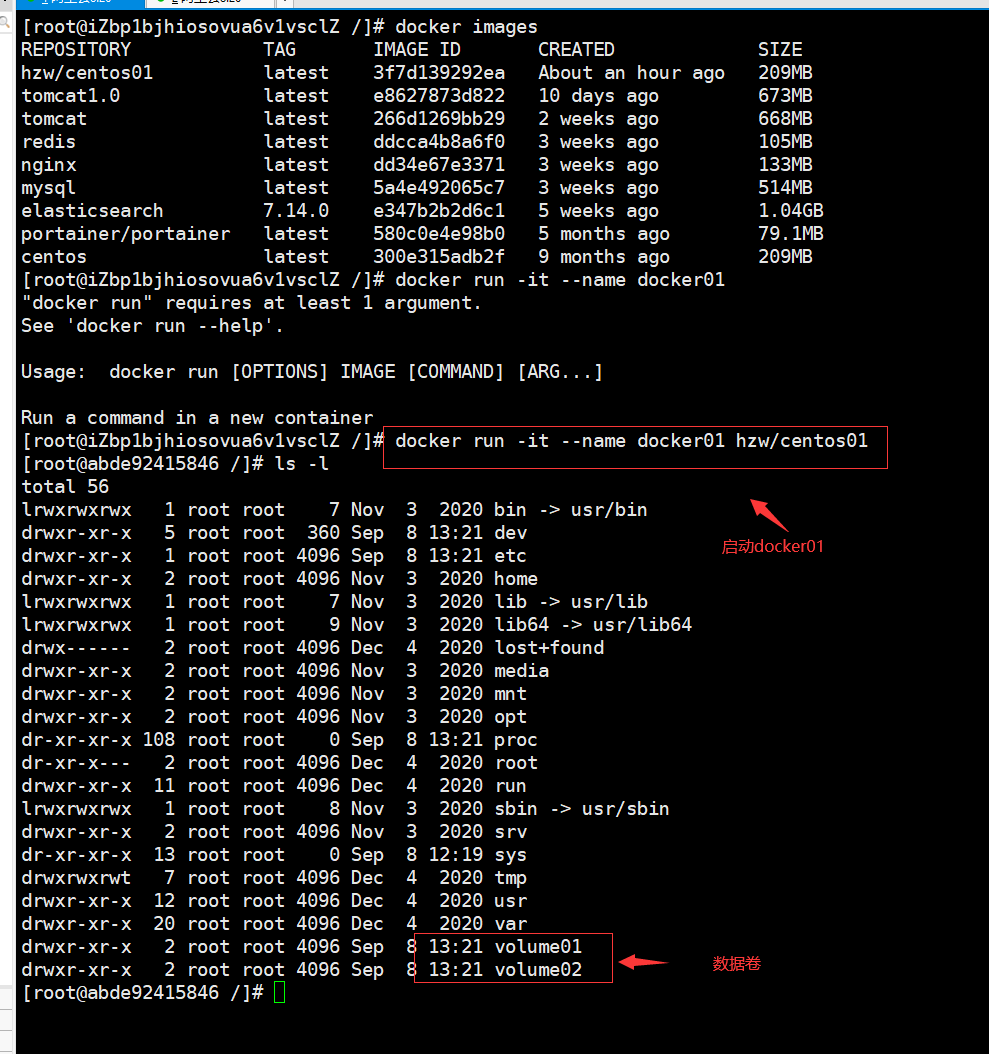 [root@iZbp1bjhiosovua6v1vsclZ /]# docker images
REPOSITORY            TAG       IMAGE ID       CREATED             SIZE
hzw/centos01          latest    3f7d139292ea   About an hour ago   209MB
tomcat1.0             latest    e8627873d822   10 days ago         673MB
tomcat                latest    266d1269bb29   2 weeks ago         668MB
redis                 latest    ddcca4b8a6f0   3 weeks ago         105MB
nginx                 latest    dd34e67e3371   3 weeks ago         133MB
mysql                 latest    5a4e492065c7   3 weeks ago         514MB
elasticsearch         7.14.0    e347b2b2d6c1   5 weeks ago         1.04GB
portainer/portainer   latest    580c0e4e98b0   5 months ago        79.1MB
centos                latest    300e315adb2f   9 months ago        209MB
[root@iZbp1bjhiosovua6v1vsclZ /]# docker run -it --name docker01
"docker run" requires at least 1 argument.
See 'docker run --help'.
Usage:  docker run [OPTIONS] IMAGE [COMMAND] [ARG...]
Run a command in a new container
[root@iZbp1bjhiosovua6v1vsclZ /]# docker run -it --name docker01 hzw/centos01
[root@abde92415846 /]# ls -l
total 56
lrwxrwxrwx   1 root root    7 Nov  3  2020 bin -> usr/bin
drwxr-xr-x   5 root root  360 Sep  8 13:21 dev
启动docker01
drwxr-xr-x   1 root root 4096 Sep  8 13:21 etc
drwxr-xr-x   2 root root 4096 Nov  3  2020 home
lrwxrwxrwx   1 root root    7 Nov  3  2020 lib -> usr/lib
lrwxrwxrwx   1 root root    9 Nov  3  2020 lib64 -> usr/lib64
drwx------   2 root root 4096 Dec  4  2020 lost+found
drwxr-xr-x   2 root root 4096 Nov  3  2020 media
drwxr-xr-x   2 root root 4096 Nov  3  2020 mnt
drwxr-xr-x   2 root root 4096 Nov  3  2020 opt
dr-xr-xr-x 108 root root    0 Sep  8 13:21 proc
dr-xr-x---   2 root root 4096 Dec  4  2020 root
drwxr-xr-x  11 root root 4096 Dec  4  2020 run
lrwxrwxrwx   1 root root    8 Nov  3  2020 sbin -> usr/sbin
drwxr-xr-x   2 root root 4096 Nov  3  2020 srv
dr-xr-xr-x  13 root root    0 Sep  8 12:19 sys
drwxrwxrwt   7 root root 4096 Dec  4  2020 tmp
drwxr-xr-x  12 root root 4096 Dec  4  2020 usr
drwxr-xr-x  20 root root 4096 Dec  4  2020 var
drwxr-xr-x   2 root root 4096 Sep  8 13:21 volume01
drwxr-xr-x   2 root root 4096 Sep  8 13:21 volume02
数据卷
[root@abde92415846 /]#